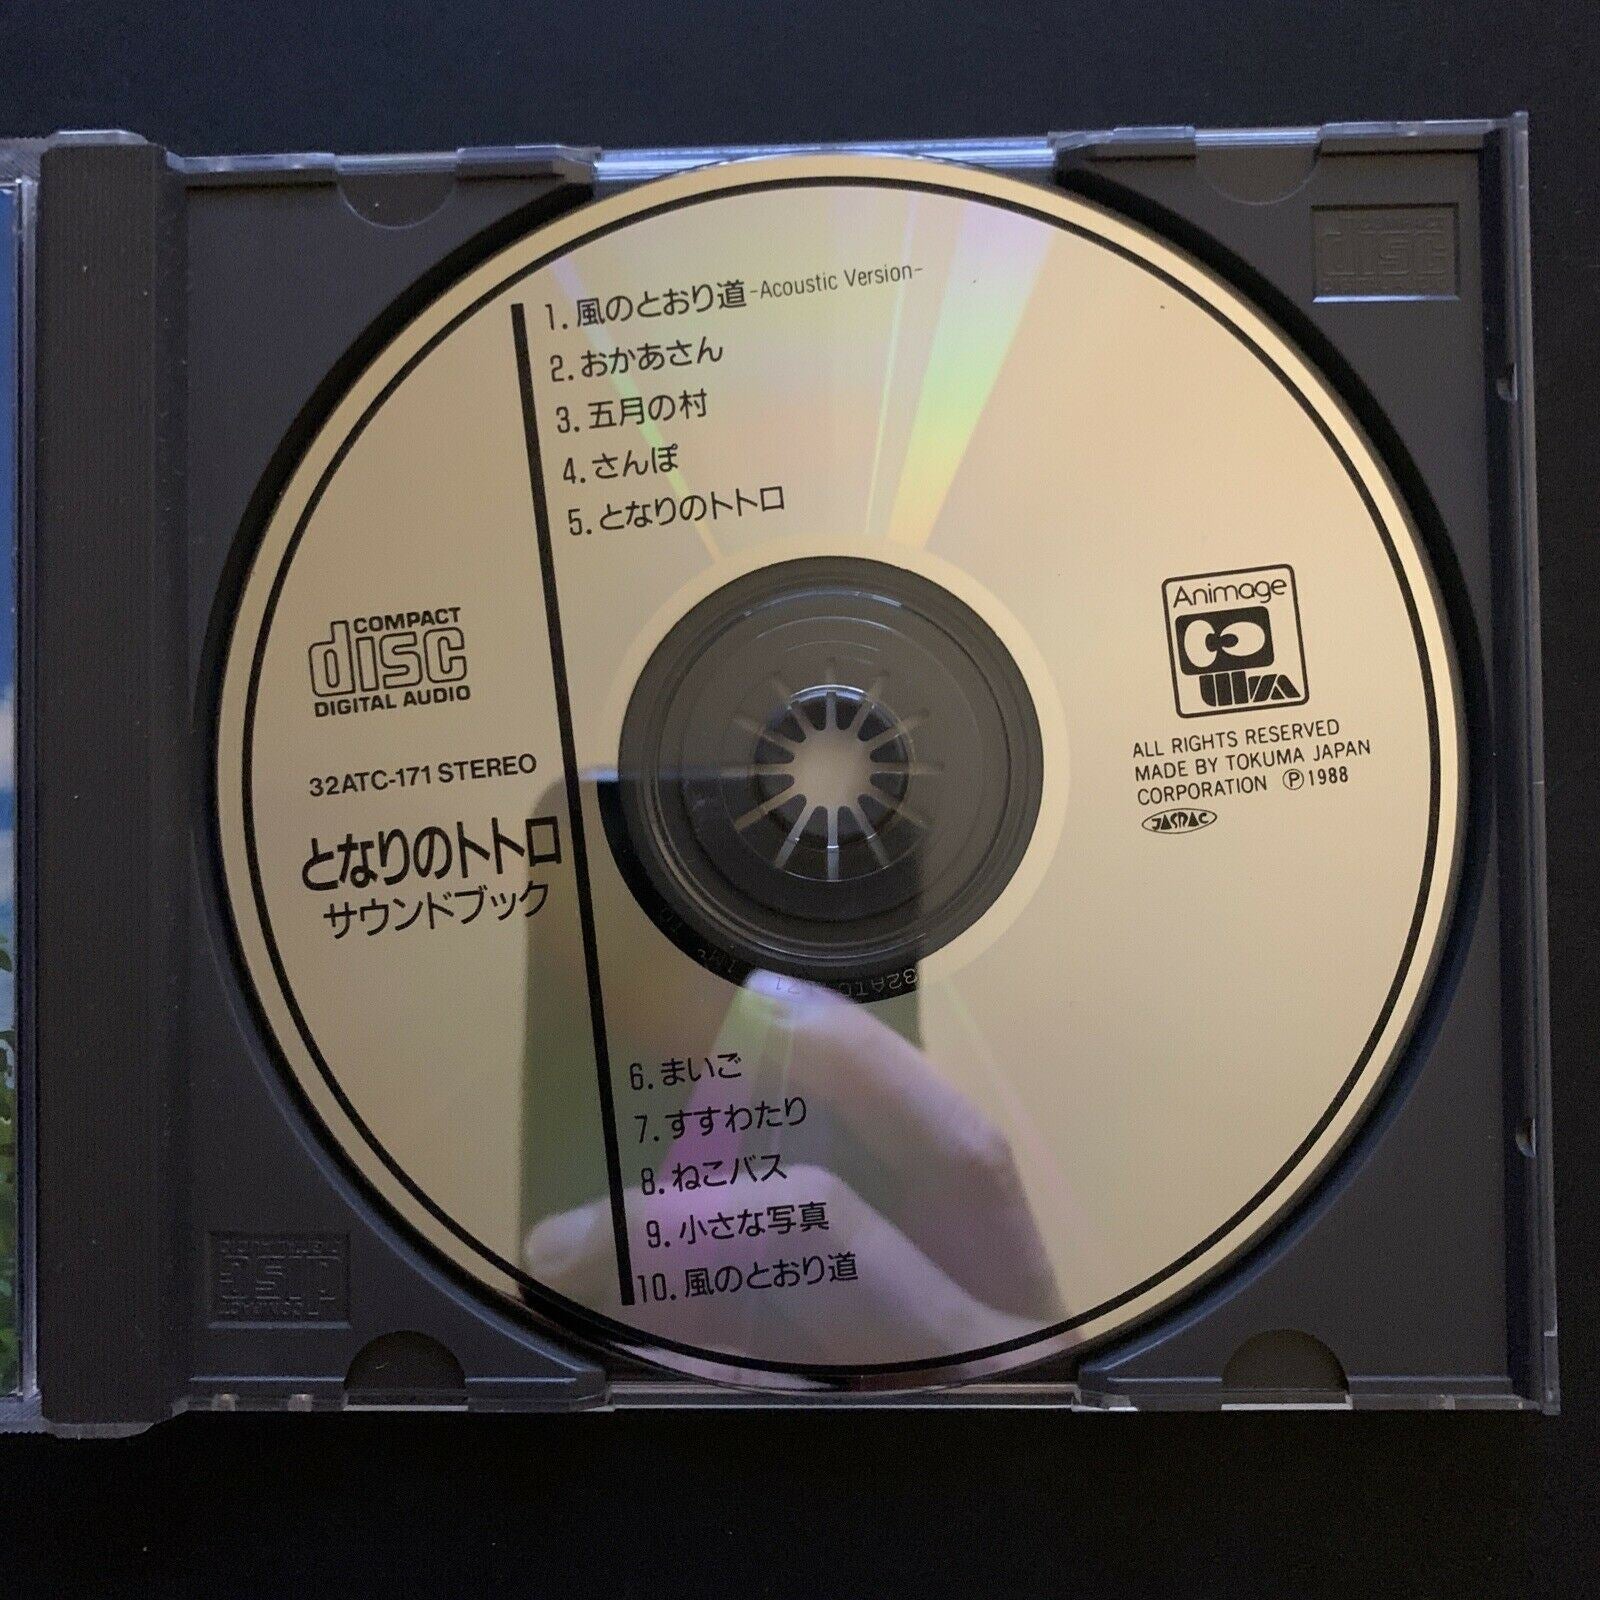 1. 風のとおり道 -Acoustic Version-
2. おかあさん
3. 五月の村
4. さんぽ
5. となりのトトロ
COMPACT
disc
DIGITAL AUDIO
32ATC-171 STEREO
となりのトトロ
サウンドブック
Animage
ALL RIGHTS RESERVED
MADE BY TOKUMA JAPAN
CORPORATION Ⓟ1988
JASRAC
6. まいご
7. すすわたり
8. ねこバス
9. 小さな写真
10. 風のとおり道